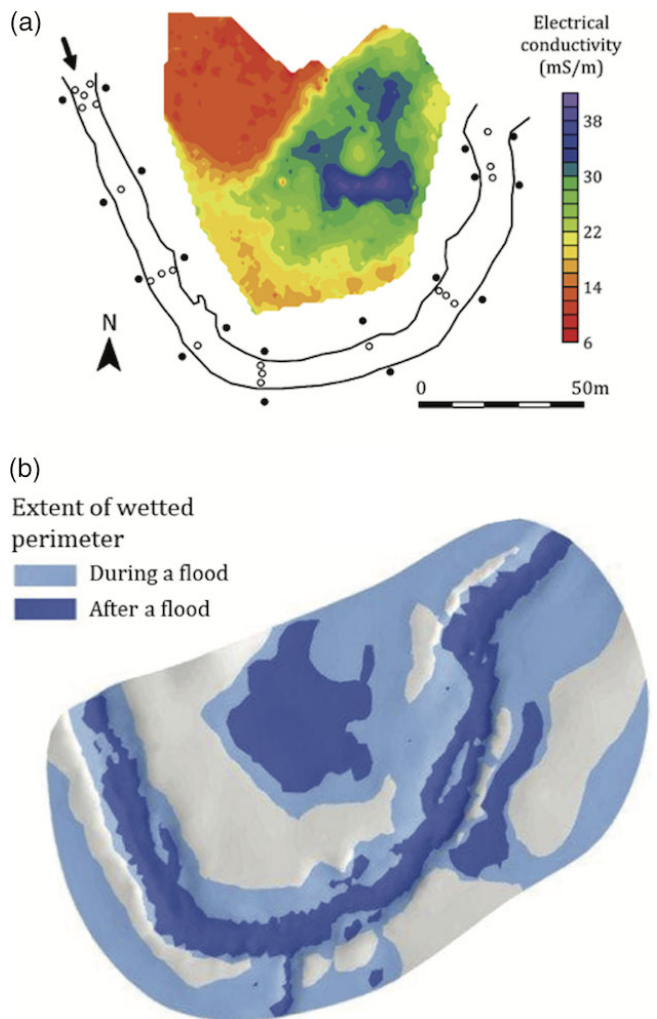 (a)
Electrical
conductivity
(mS/m)
38
30
22
14
6
N
0 50m
(b)
Extent of wetted
perimeter
During a flood
After a flood